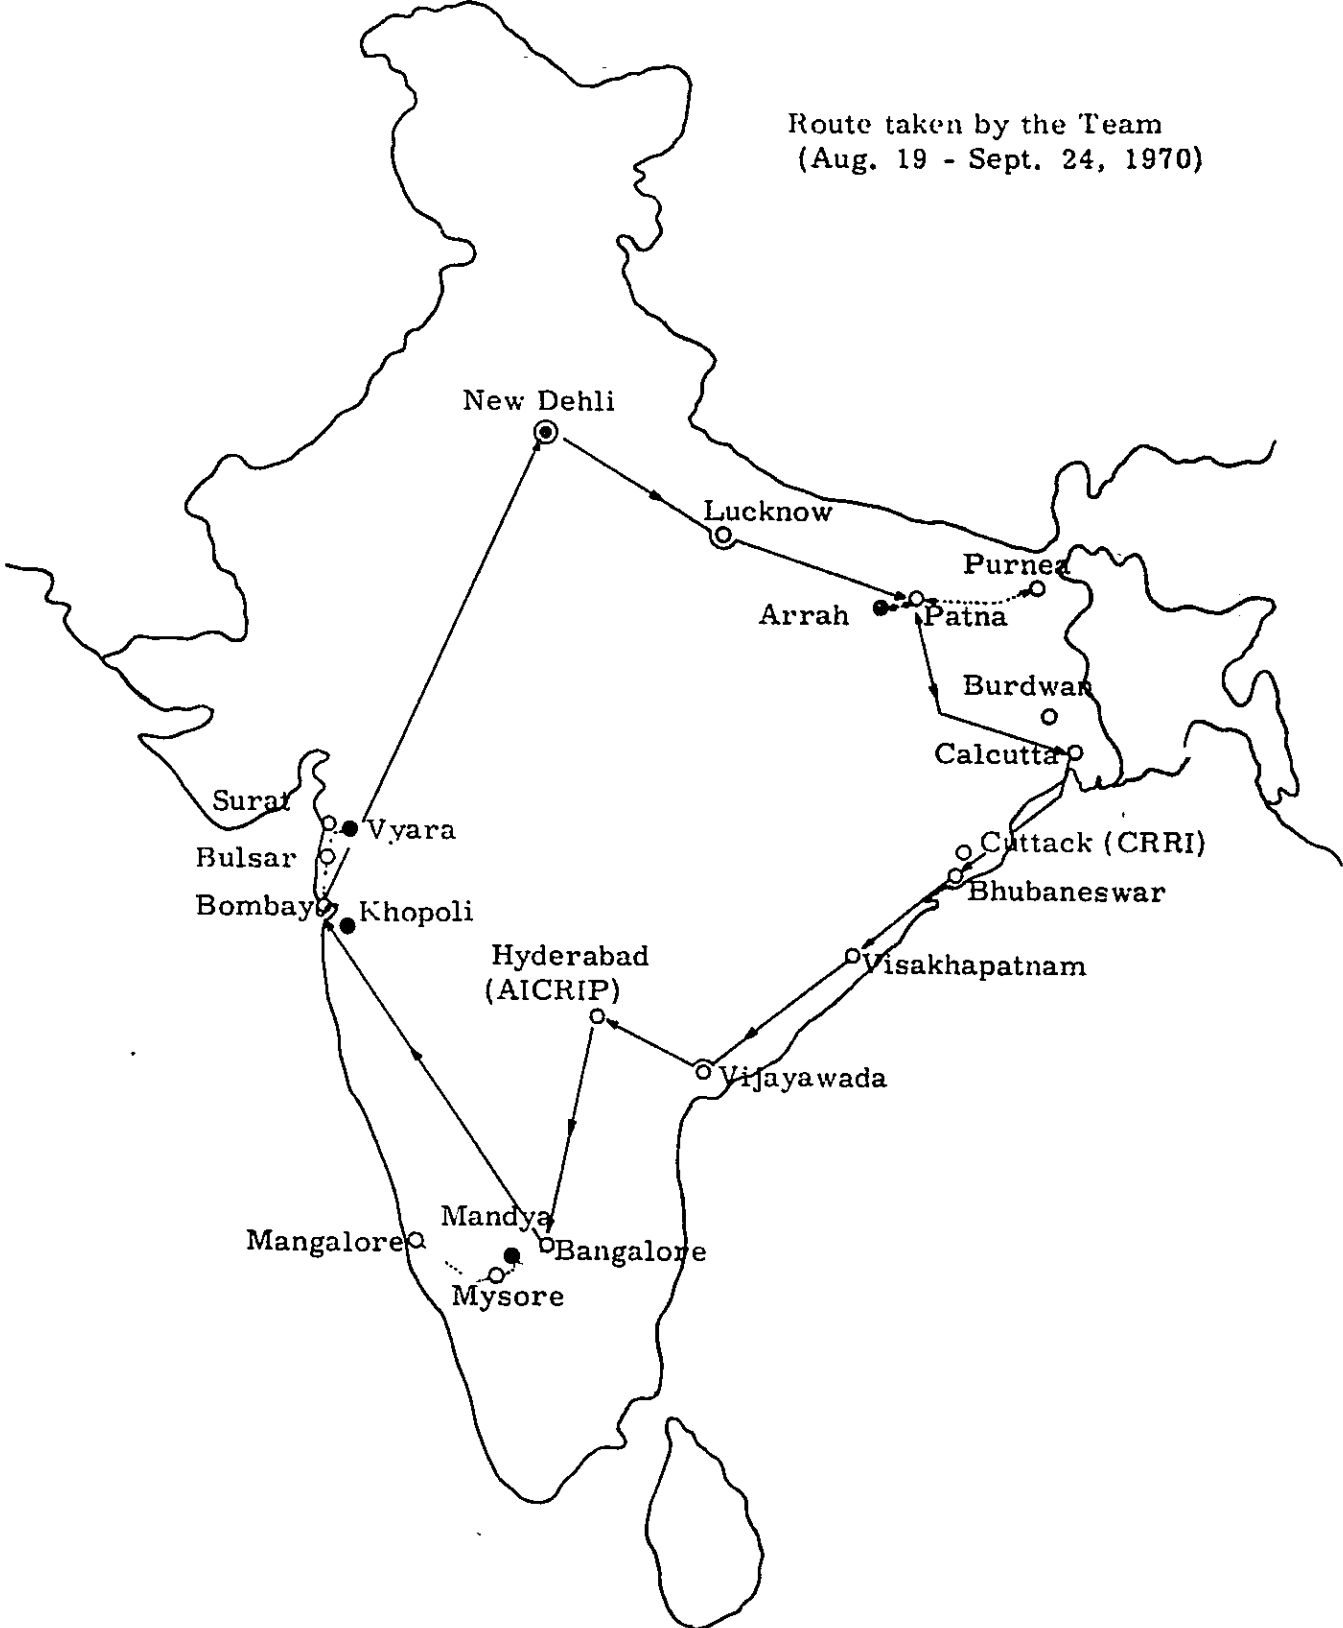 Route taken by the Team
(Aug. 19 - Sept. 24, 1970)
New Dehli
Lucknow
Purnea
Arrah
Patna
Burdwan
Calcutta
Surat
Vyara
Cuttack (CRRI)
Bulsar
Bhubaneswar
Bombay
Khopoli
Hyderabad
(AICRIP)
Visakhapatnam
Vijayawada
Mandya
Mangalore
Bangalore
Mysore